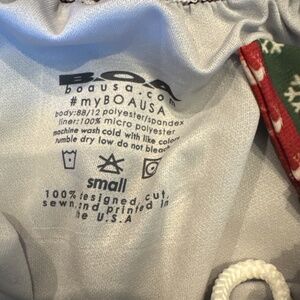 BOA
boausa.com
#myBOAUSA
body:88/12 polyester/spandex
liner:100% micro polyester
machine wash cold with like colors
tumble dry low do not bleach
small
100% designed, cut,
sewn, and printed in
the U.S.A